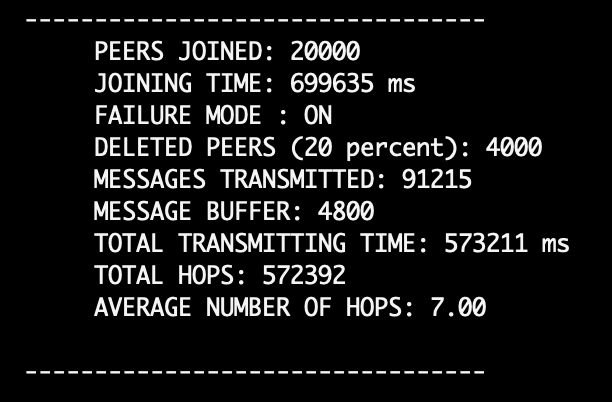 ----------------------------------
PEERS JOINED: 20000
JOINING TIME: 699635 ms
FAILURE MODE : ON
DELETED PEERS (20 percent): 4000
MESSAGES TRANSMITTED: 91215
MESSAGE BUFFER: 4800
TOTAL TRANSMITTING TIME: 573211 ms
TOTAL HOPS: 572392
AVERAGE NUMBER OF HOPS: 7.00
----------------------------------